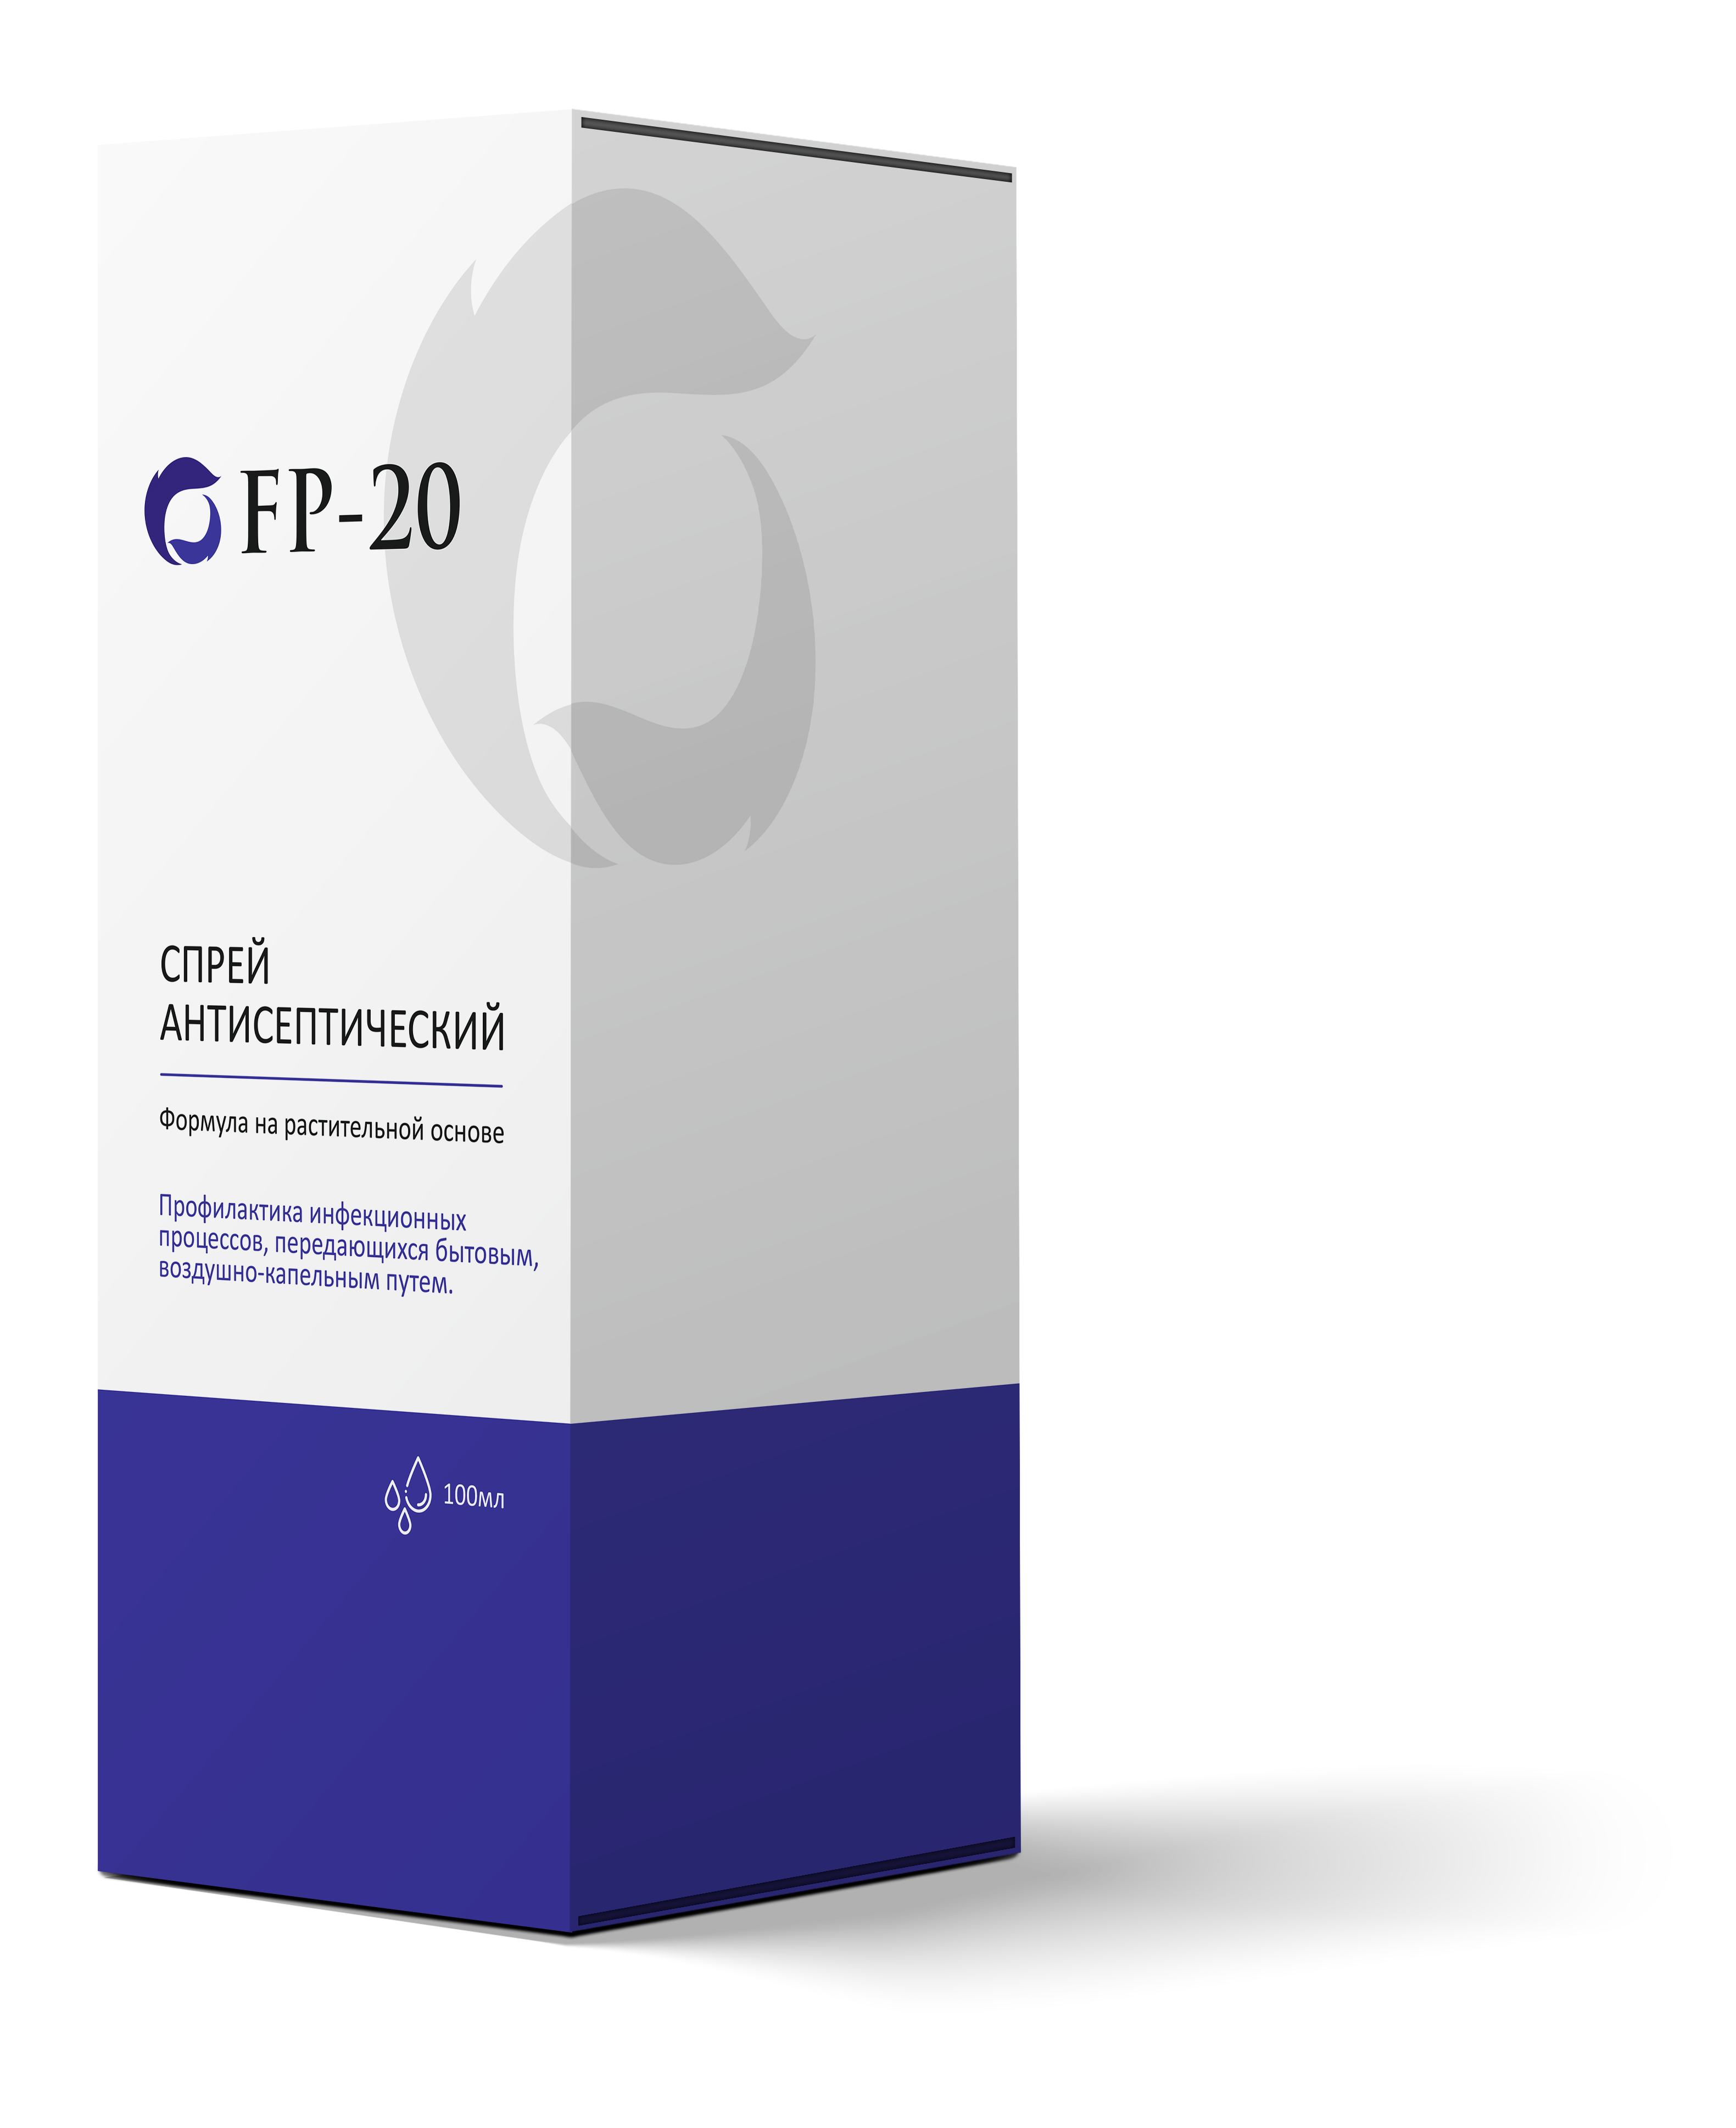 FP-20
СПРЕЙ
АНТИСЕПТИЧЕСКИЙ
Формула на растительной основе
Профилактика инфекционных
процессов, передающихся бытовым,
воздушно-капельным путем.
100мл